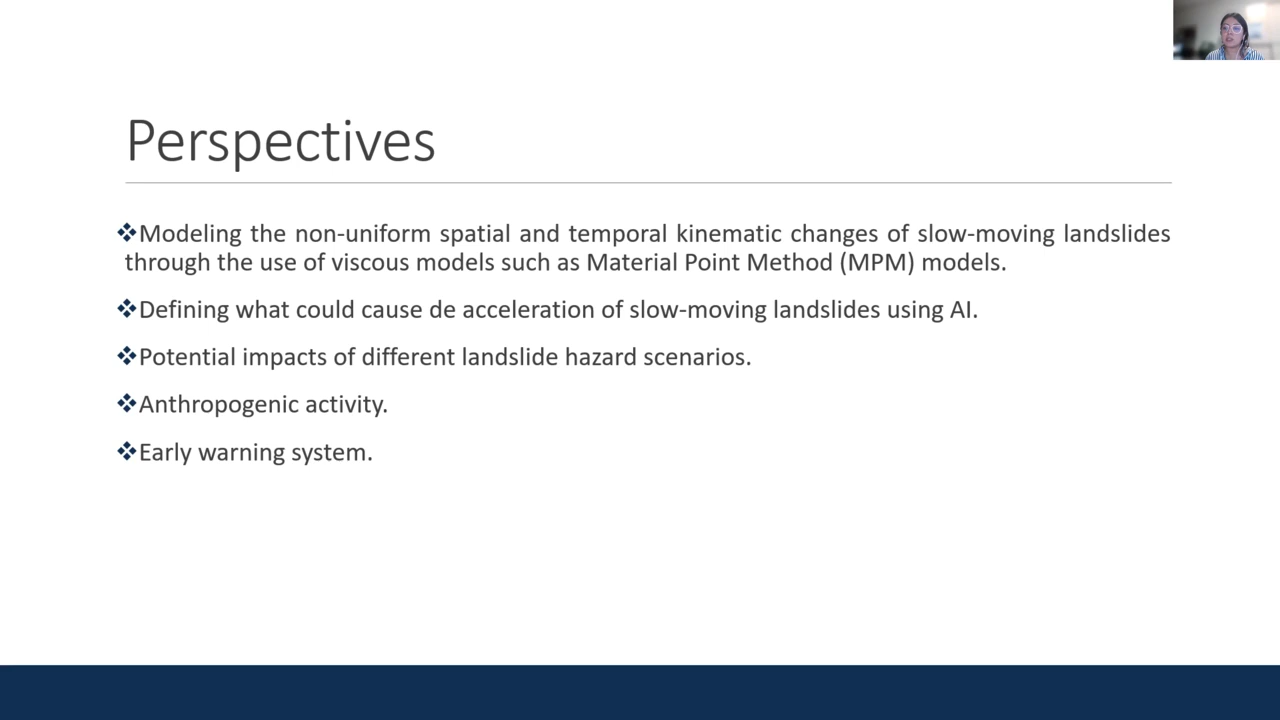 Perspectives
❖Modeling the non-uniform spatial and temporal kinematic changes of slow-moving landslides
through the use of viscous models such as Material Point Method (MPM) models.
❖Defining what could cause de acceleration of slow-moving landslides using AI.
❖Potential impacts of different landslide hazard scenarios.
❖Anthropogenic activity.
❖Early warning system.